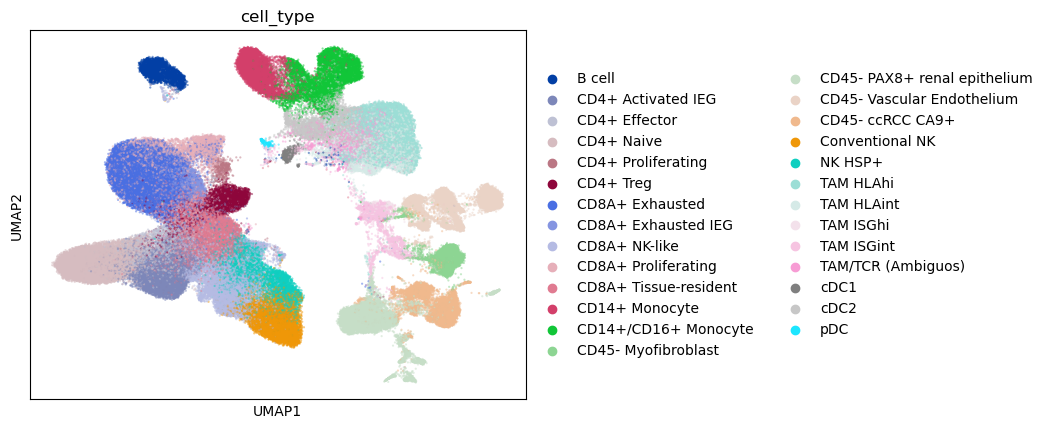 cell_type
UMAP2
UMAP1
B cell
CD4+ Activated IEG
CD4+ Effector
CD4+ Naive
CD4+ Proliferating
CD4+ Treg
CD8A+ Exhausted
CD8A+ Exhausted IEG
CD8A+ NK-like
CD8A+ Proliferating
CD8A+ Tissue-resident
CD14+ Monocyte
CD14+/CD16+ Monocyte
CD45- Myofibroblast
CD45- PAX8+ renal epithelium
CD45- Vascular Endothelium
CD45- ccRCC CA9+
Conventional NK
NK HSP+
TAM HLAhi
TAM HLAint
TAM ISGhi
TAM ISGint
TAM/TCR (Ambiguos)
cDC1
cDC2
pDC